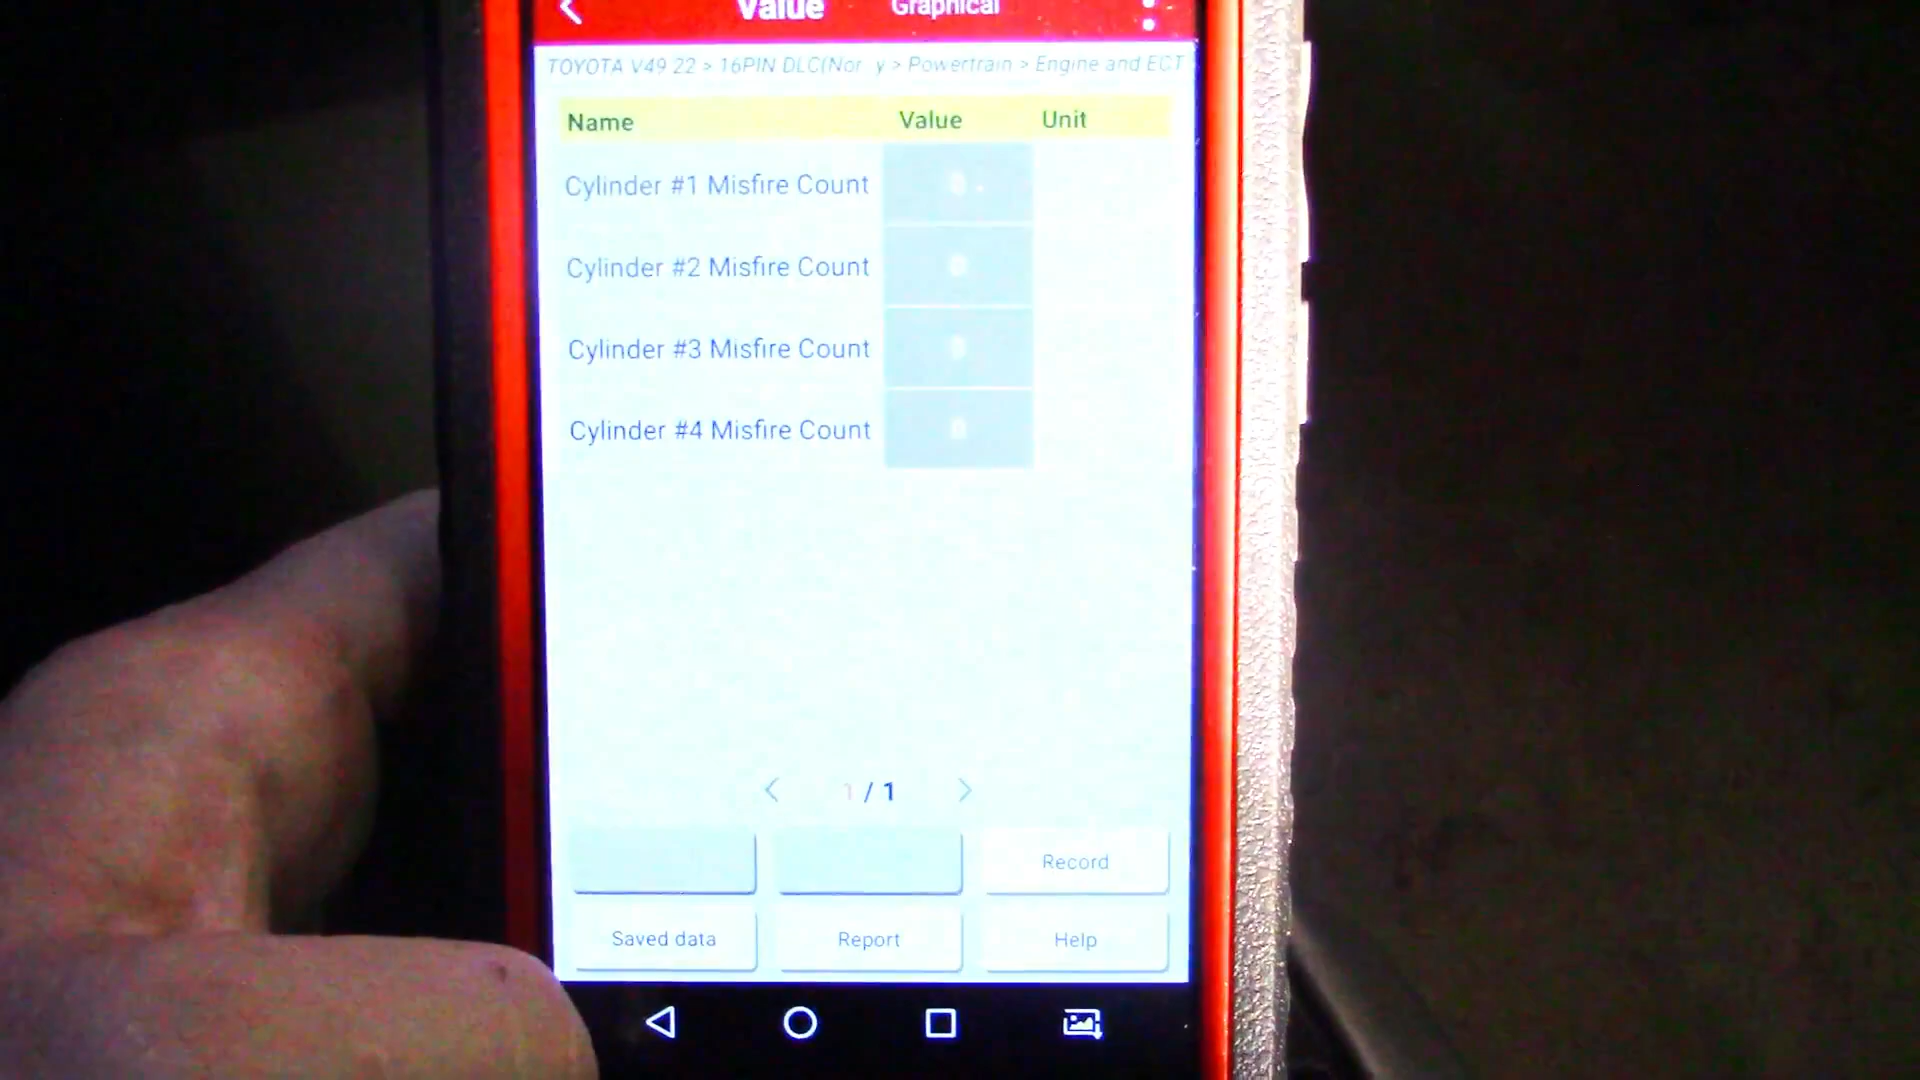 Value Graphical
TOYOTA V49 22 > 16PIN DLC(Nor y > Powertrain > Engine and ECT
Name Value Unit
Cylinder #1 Misfire Count
Cylinder #2 Misfire Count
Cylinder #3 Misfire Count
Cylinder #4 Misfire Count
1 / 1
Record
Saved data Report Help